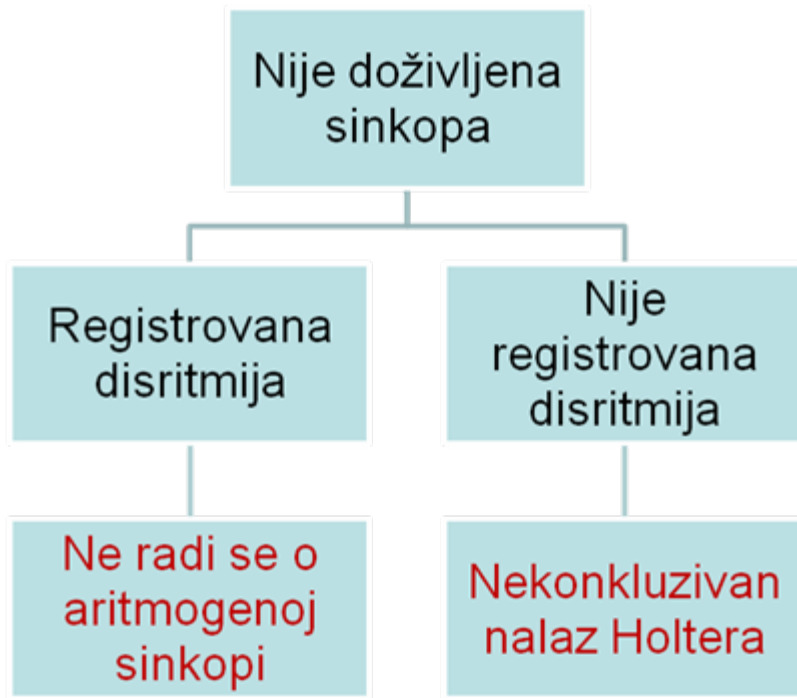 Nije doživljena
sinkopa
Registrovana
disritmija
Nije
registrovana
disritmija
Ne radi se o
aritmogenoj
sinkopi
Nekonkluzivan
nalaz Holtera